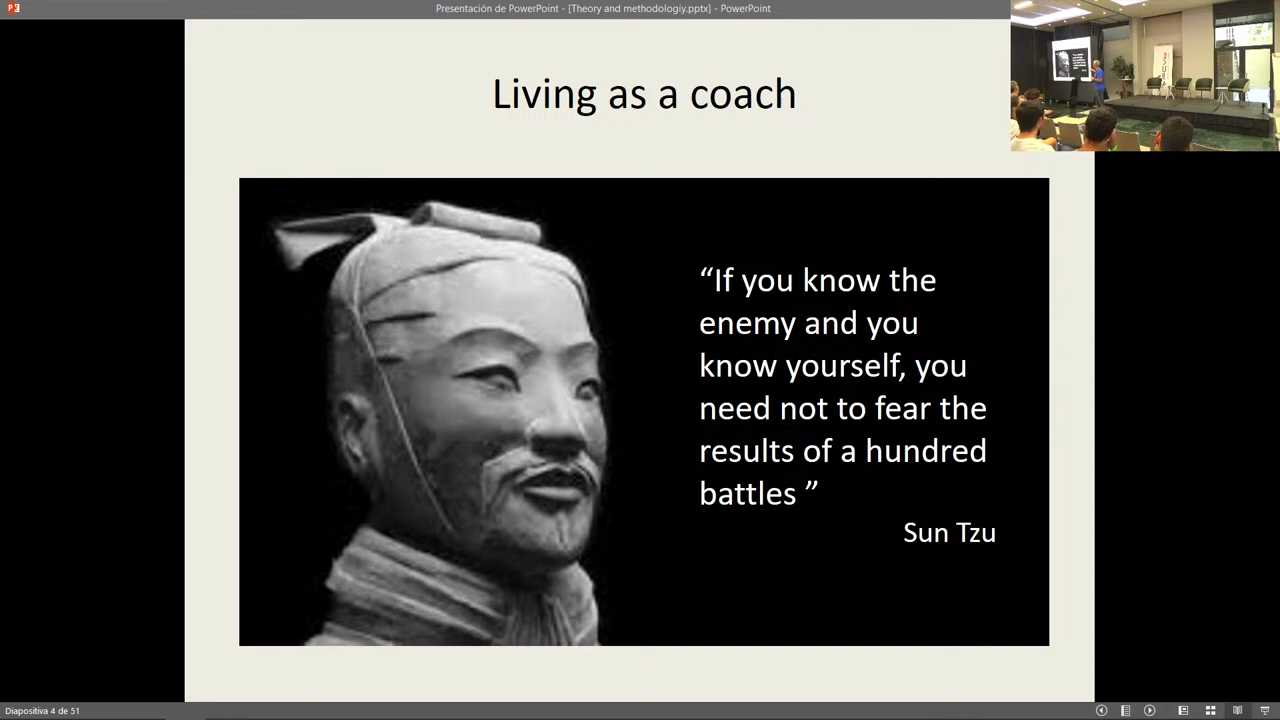 Presentación de PowerPoint - [Theory and methodologiy.pptx] - PowerPoint
Living as a coach
“If you know the
enemy and you
know yourself, you
need not to fear the
results of a hundred
battles ”
Sun Tzu
Diapositiva 4 de 51